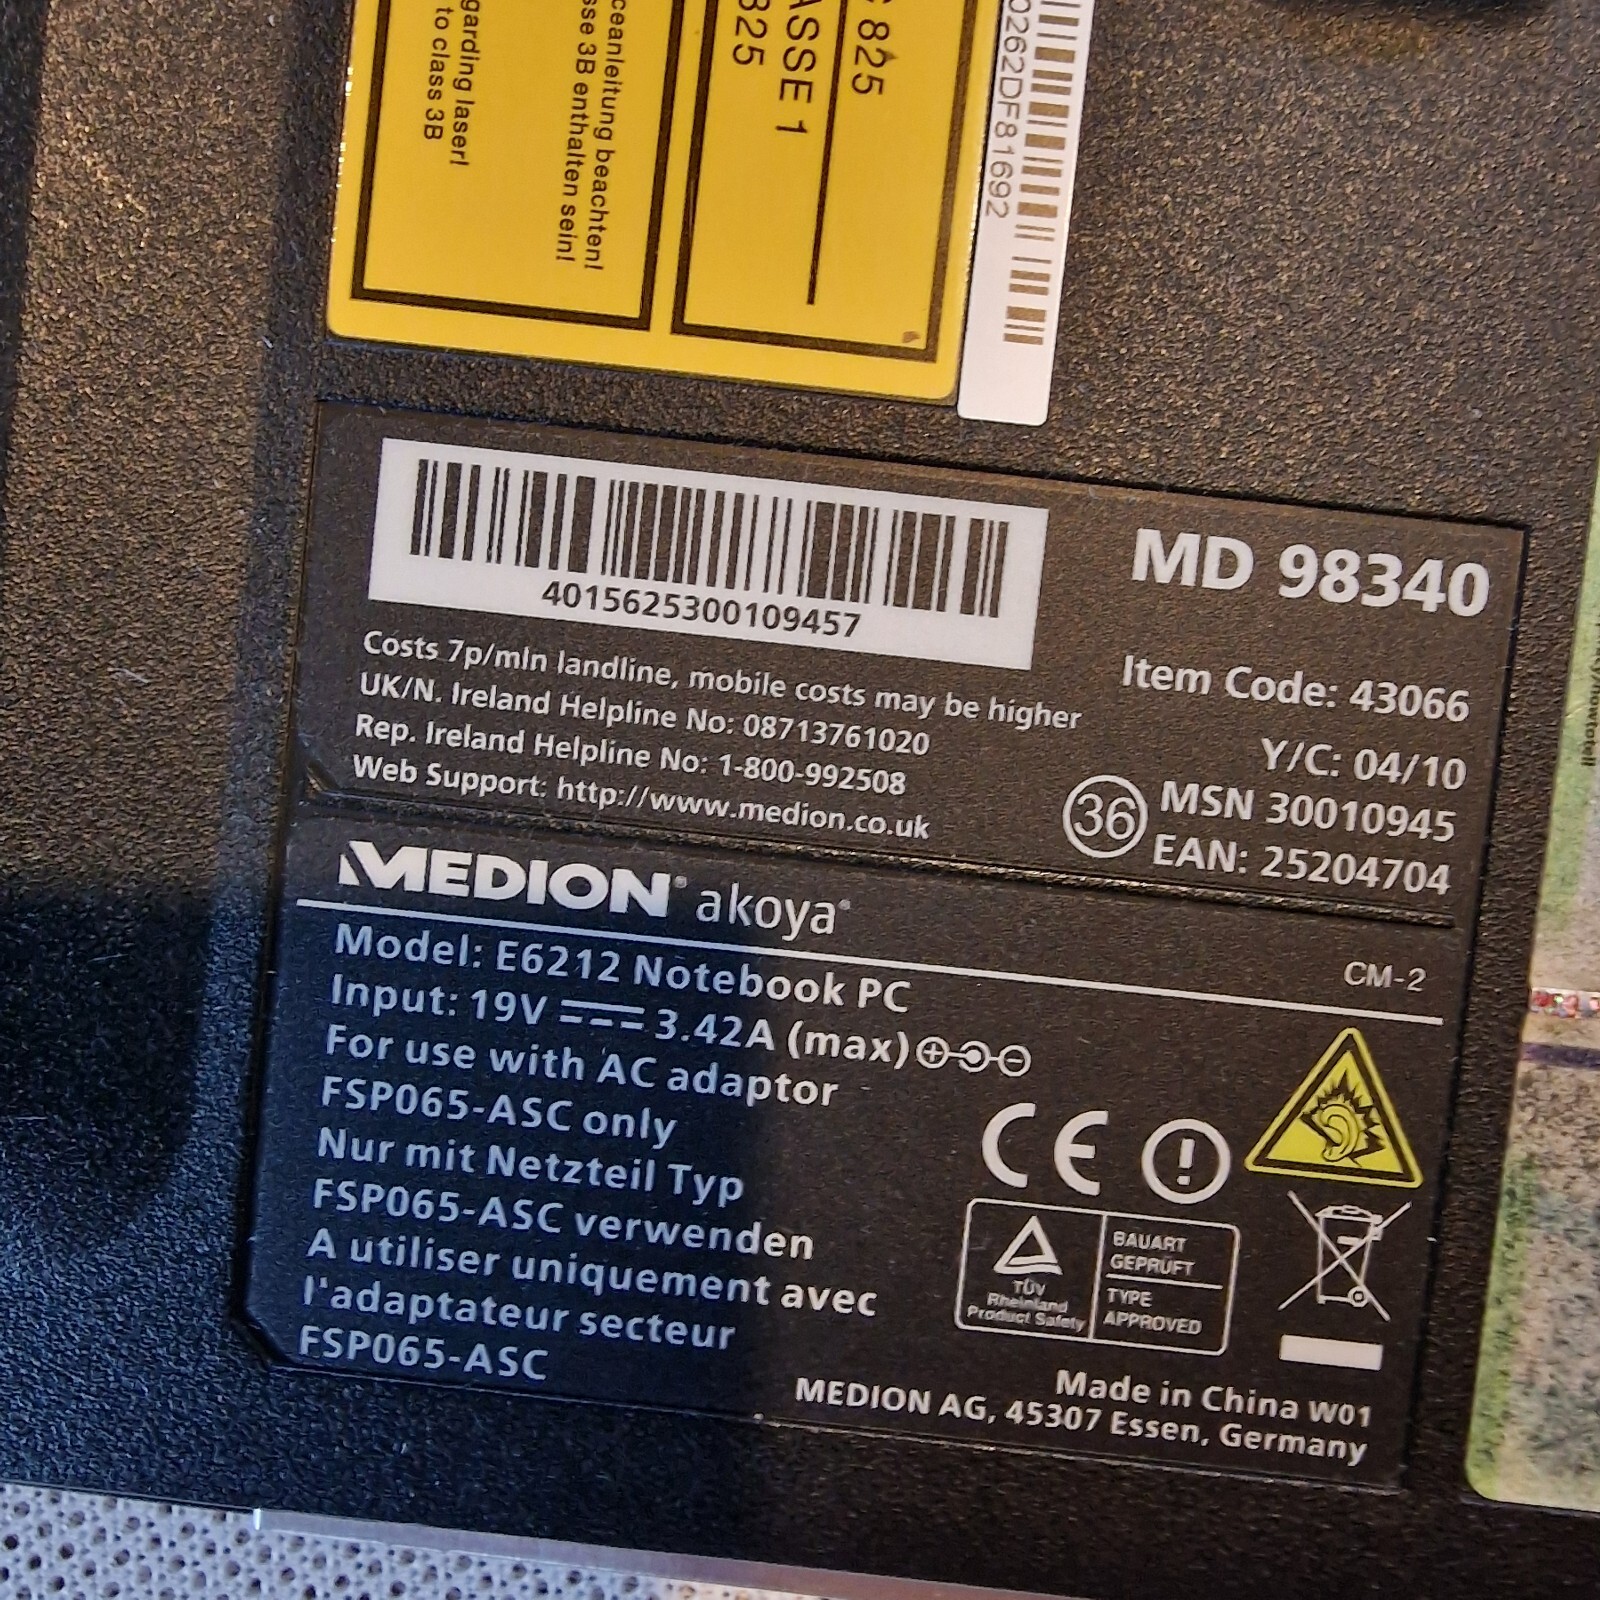 garding laser!
to class 3B
ceanleitung beachten!
sse 3B enthalten sein!
825
ASSE 1
825
0262DF81692
4015625300109457
MD 98340
Costs 7p/mln landline, mobile costs may be higher
UK/N. Ireland Helpline No: 08713761020
Rep. Ireland Helpline No: 1-800-992508
Web Support: http://www.medion.co.uk
Item Code: 43066
Y/C: 04/10
36
MSN 30010945
EAN: 25204704
MEDION® akoya®
CM-2
Model: E6212 Notebook PC
Input: 19V ⎓ 3.42A (max)
For use with AC adaptor
FSP065-ASC only
Nur mit Netzteil Typ
FSP065-ASC verwenden
A utiliser uniquement avec
l'adaptateur secteur
FSP065-ASC
CE
TÜV
Rheinland
Product Safety
BAUART
GEPRÜFT
TYPE
APPROVED
Made in China W01
MEDION AG, 45307 Essen, Germany